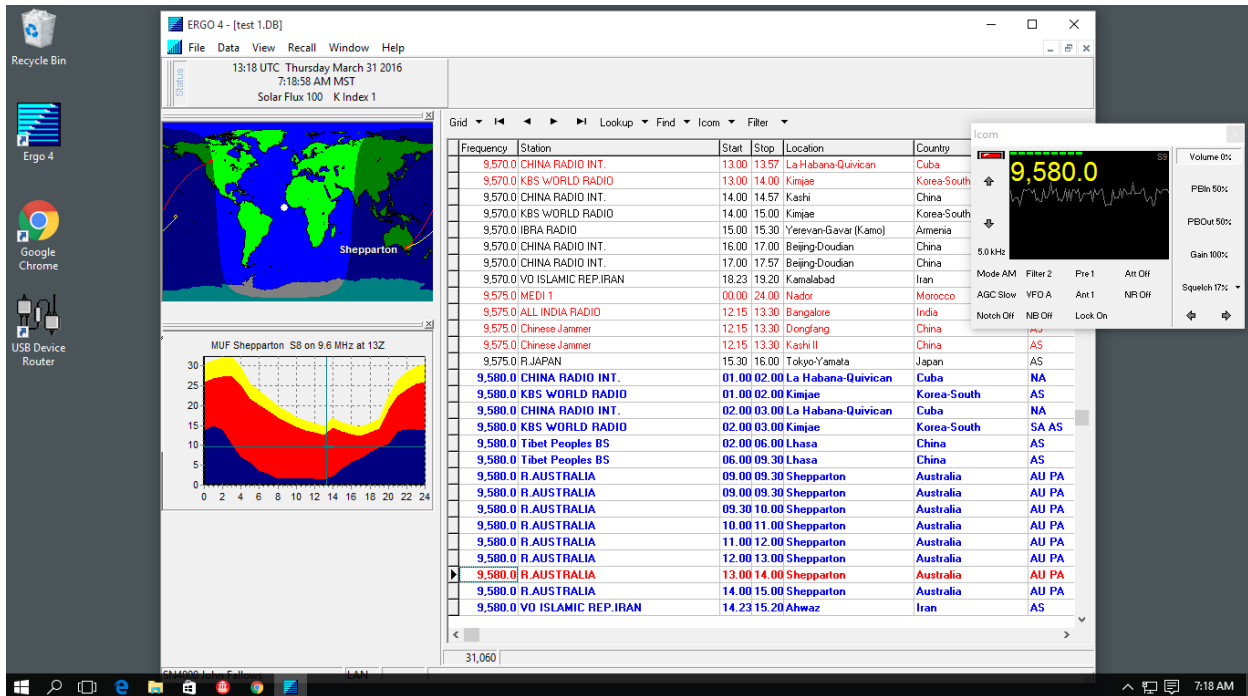 Recycle Bin
Ergo 4
Google
Chrome
USB Device
Router
ERGO 4 - [test 1.DB]
File Data View Recall Window Help
Status
13:18 UTC Thursday March 31 2016
7:18:58 AM MST
Solar Flux 100 K Index 1
Shepparton
MUF Shepparton S8 on 9.6 MHz at 13Z
30
25
20
15
10
5
0
0 2 4 6 8 10 12 14 16 18 20 22 24
Grid Lookup Find Icom Filter
Frequency Station Start Stop Location Country
9,570.0 CHINA RADIO INT. 13.00 13.57 La Habana-Quivican Cuba
9,570.0 KBS WORLD RADIO 13.00 14.00 Kimjae Korea-South
9,570.0 CHINA RADIO INT. 14.00 14.57 Kashi China
9,570.0 KBS WORLD RADIO 14.00 15.00 Kimjae Korea-South
9,570.0 IBRA RADIO 15.00 15.30 Yerevan-Gavar (Kamo) Armenia
9,570.0 CHINA RADIO INT. 16.00 17.00 Beijing-Doudian China
9,570.0 CHINA RADIO INT. 17.00 17.57 Beijing-Doudian China
9,570.0 VO ISLAMIC REP.IRAN 18.23 19.20 Kamalabad Iran
9,575.0 MEDI 1 00.00 24.00 Nador Morocco
9,575.0 ALL INDIA RADIO 12.15 13.30 Bangalore India
9,575.0 Chinese Jammer 12.15 13.30 Dongfang China AS
9,575.0 Chinese Jammer 12.15 13.30 Kashi II China AS
9,575.0 R.JAPAN 15.30 16.00 Tokyo-Yamata Japan AS
9,580.0 CHINA RADIO INT. 01.00 02.00 La Habana-Quivican Cuba NA
9,580.0 KBS WORLD RADIO 01.00 02.00 Kimjae Korea-South AS
9,580.0 CHINA RADIO INT. 02.00 03.00 La Habana-Quivican Cuba NA
9,580.0 KBS WORLD RADIO 02.00 03.00 Kimjae Korea-South SA AS
9,580.0 Tibet Peoples BS 02.00 06.00 Lhasa China AS
9,580.0 Tibet Peoples BS 06.00 09.30 Lhasa China AS
9,580.0 R.AUSTRALIA 09.00 09.30 Shepparton Australia AU PA
9,580.0 R.AUSTRALIA 09.00 09.30 Shepparton Australia AU PA
9,580.0 R.AUSTRALIA 09.30 10.00 Shepparton Australia AU PA
9,580.0 R.AUSTRALIA 10.00 11.00 Shepparton Australia AU PA
9,580.0 R.AUSTRALIA 11.00 12.00 Shepparton Australia AU PA
9,580.0 R.AUSTRALIA 12.00 13.00 Shepparton Australia AU PA
9,580.0 R.AUSTRALIA 13.00 14.00 Shepparton Australia AU PA
9,580.0 R.AUSTRALIA 14.00 15.00 Shepparton Australia AU PA
9,580.0 VO ISLAMIC REP.IRAN 14.23 15.20 Ahwaz Iran AS
31,060
SN4000 John Fallows LAN
Icom
S9
9,580.0
5.0 kHz
Volume 0%
PBIn 50%
PBOut 50%
Gain 100%
Squelch 17%
Mode AM Filter 2 Pre 1 Att Off
AGC Slow VFO A Ant 1 NR Off
Notch Off NB Off Lock On
7:18 AM